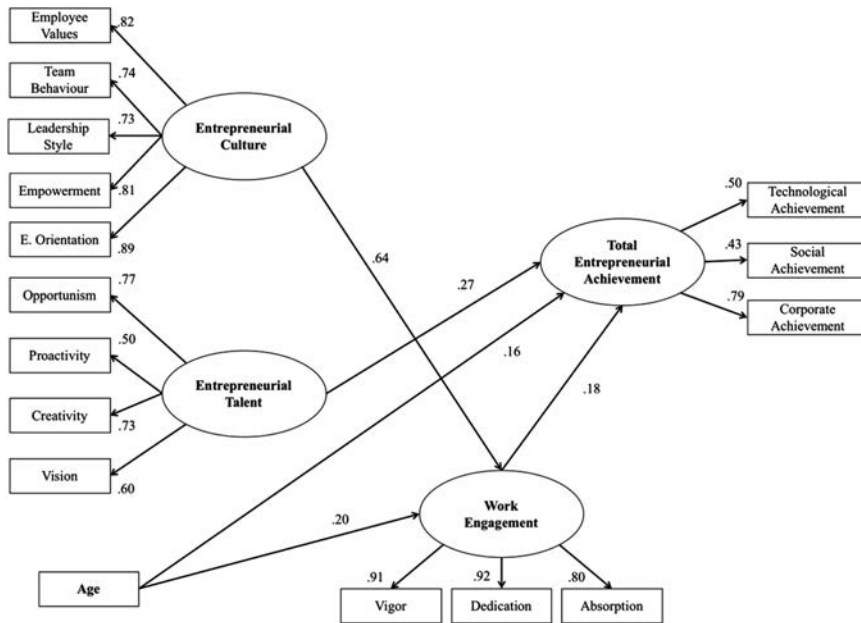 Employee
Values
.82
Team
Behaviour
.74
Leadership
Style
.73
Empowerment
.81
E. Orientation
.89
Entrepreneurial
Culture
Opportunism
.77
Proactivity
.50
Creativity
.73
Vision
.60
Entrepreneurial
Talent
.64
.27
.16
.18
.20
Total
Entrepreneurial
Achievement
.50
Technological
Achievement
.43
Social
Achievement
.79
Corporate
Achievement
Work
Engagement
Age
.91
Vigor
.92
Dedication
.80
Absorption